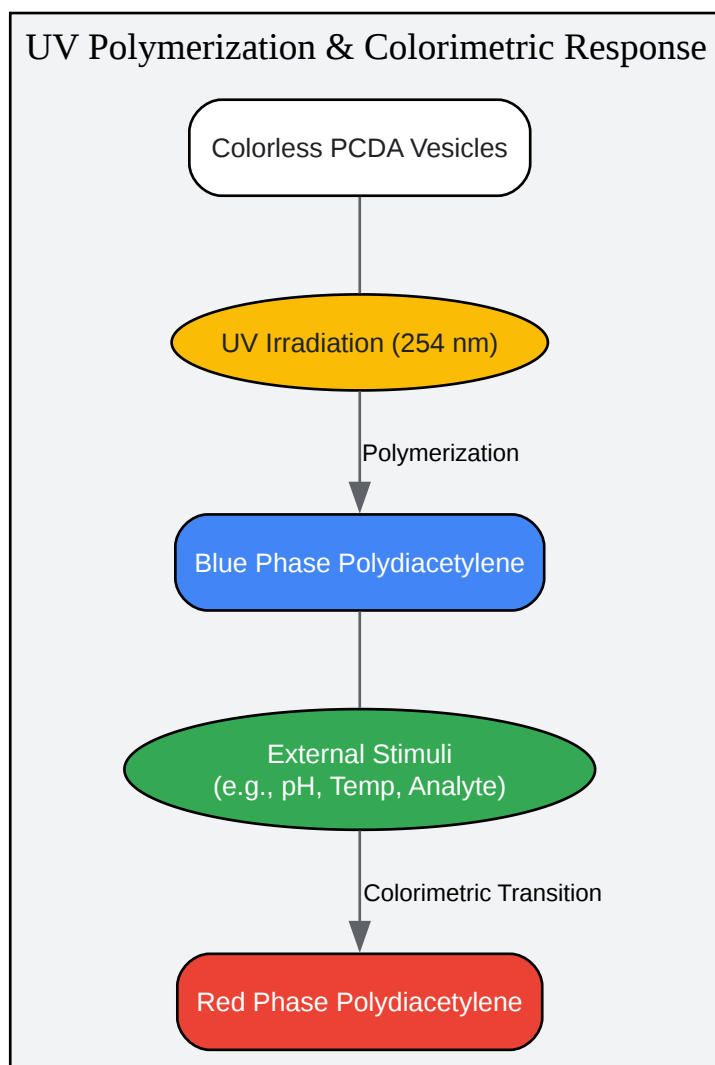 UV Polymerization & Colorimetric Response
Colorless PCDA Vesicles
UV Irradiation (254 nm)
Polymerization
Blue Phase Polydiacetylene
External Stimuli
(e.g., pH, Temp, Analyte)
Colorimetric Transition
Red Phase Polydiacetylene